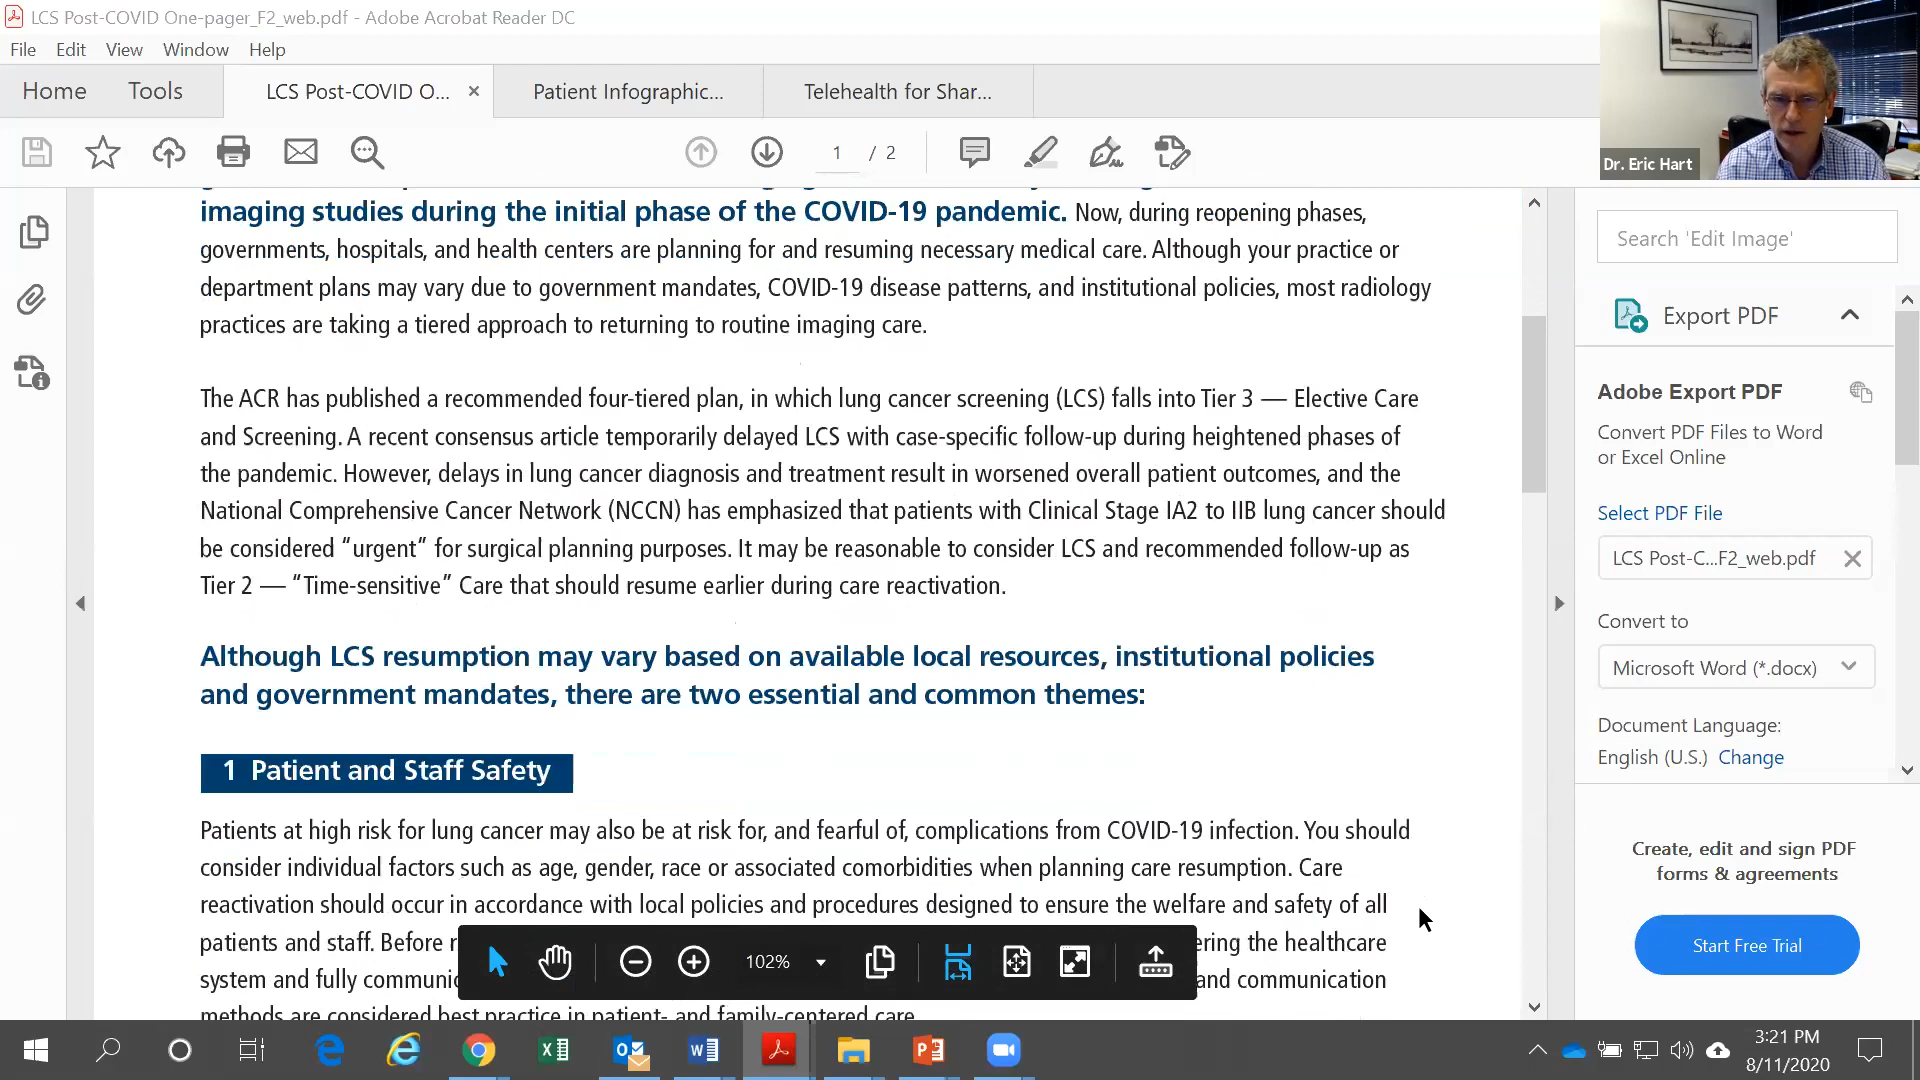 LCS Post-COVID One-pager_F2_web.pdf - Adobe Acrobat Reader DC
File Edit View Window Help
Home Tools LCS Post-COVID O... × Patient Infographic... Telehealth for Shar...
1 / 2
Dr. Eric Hart
imaging studies during the initial phase of the COVID-19 pandemic. Now, during reopening phases,
governments, hospitals, and health centers are planning for and resuming necessary medical care. Although your practice or
department plans may vary due to government mandates, COVID-19 disease patterns, and institutional policies, most radiology
practices are taking a tiered approach to returning to routine imaging care.
The ACR has published a recommended four-tiered plan, in which lung cancer screening (LCS) falls into Tier 3 — Elective Care
and Screening. A recent consensus article temporarily delayed LCS with case-specific follow-up during heightened phases of
the pandemic. However, delays in lung cancer diagnosis and treatment result in worsened overall patient outcomes, and the
National Comprehensive Cancer Network (NCCN) has emphasized that patients with Clinical Stage IA2 to IIB lung cancer should
be considered “urgent” for surgical planning purposes. It may be reasonable to consider LCS and recommended follow-up as
Tier 2 — “Time-sensitive” Care that should resume earlier during care reactivation.
Although LCS resumption may vary based on available local resources, institutional policies
and government mandates, there are two essential and common themes:
1 Patient and Staff Safety
Patients at high risk for lung cancer may also be at risk for, and fearful of, complications from COVID-19 infection. You should
consider individual factors such as age, gender, race or associated comorbidities when planning care resumption. Care
reactivation should occur in accordance with local policies and procedures designed to ensure the welfare and safety of all
patients and staff. Before
the healthcare
system and fully
and communication
methods are considered best practice in patient- and family-centered care.
102%
Search 'Edit Image'
Export PDF
Adobe Export PDF
Convert PDF Files to Word
or Excel Online
Select PDF File
LCS Post-C...F2_web.pdf
Convert to
Microsoft Word (*.docx)
Document Language:
English (U.S.) Change
Create, edit and sign PDF
forms & agreements
Start Free Trial
3:21 PM
8/11/2020